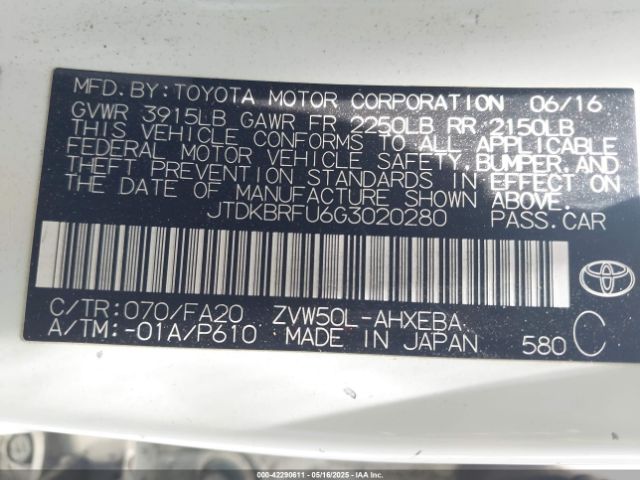 MFD. BY: TOYOTA MOTOR CORPORATION 06/16
GVWR 3915LB GAWR FR 2250LB RR 2150LB
THIS VEHICLE CONFORMS TO ALL APPLICABLE
FEDERAL MOTOR VEHICLE SAFETY, BUMPER, AND
THEFT PREVENTION STANDARDS IN EFFECT ON
THE DATE OF MANUFACTURE SHOWN ABOVE.
JTDKBRFU6G3020280 PASS. CAR
C/TR: 070/FA20 ZVW50L-AHXEBA
A/TM: -01A/P610 MADE IN JAPAN 580 C
TOYOTA
000-42290611 - 05/16/2025 - IAAI.COM